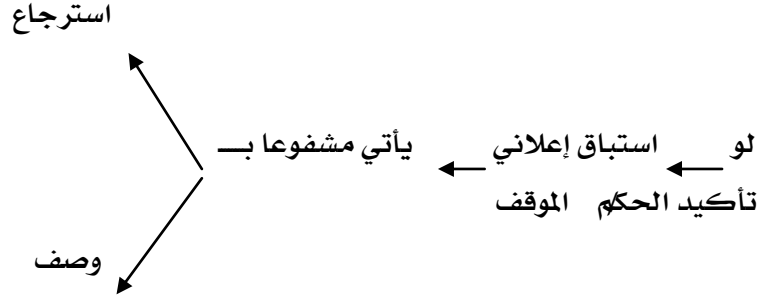 استرجاع
لو استباق إعلاني يأتي مشفوعا بـــ
تأكيد الحكم/ الموقف
وصف